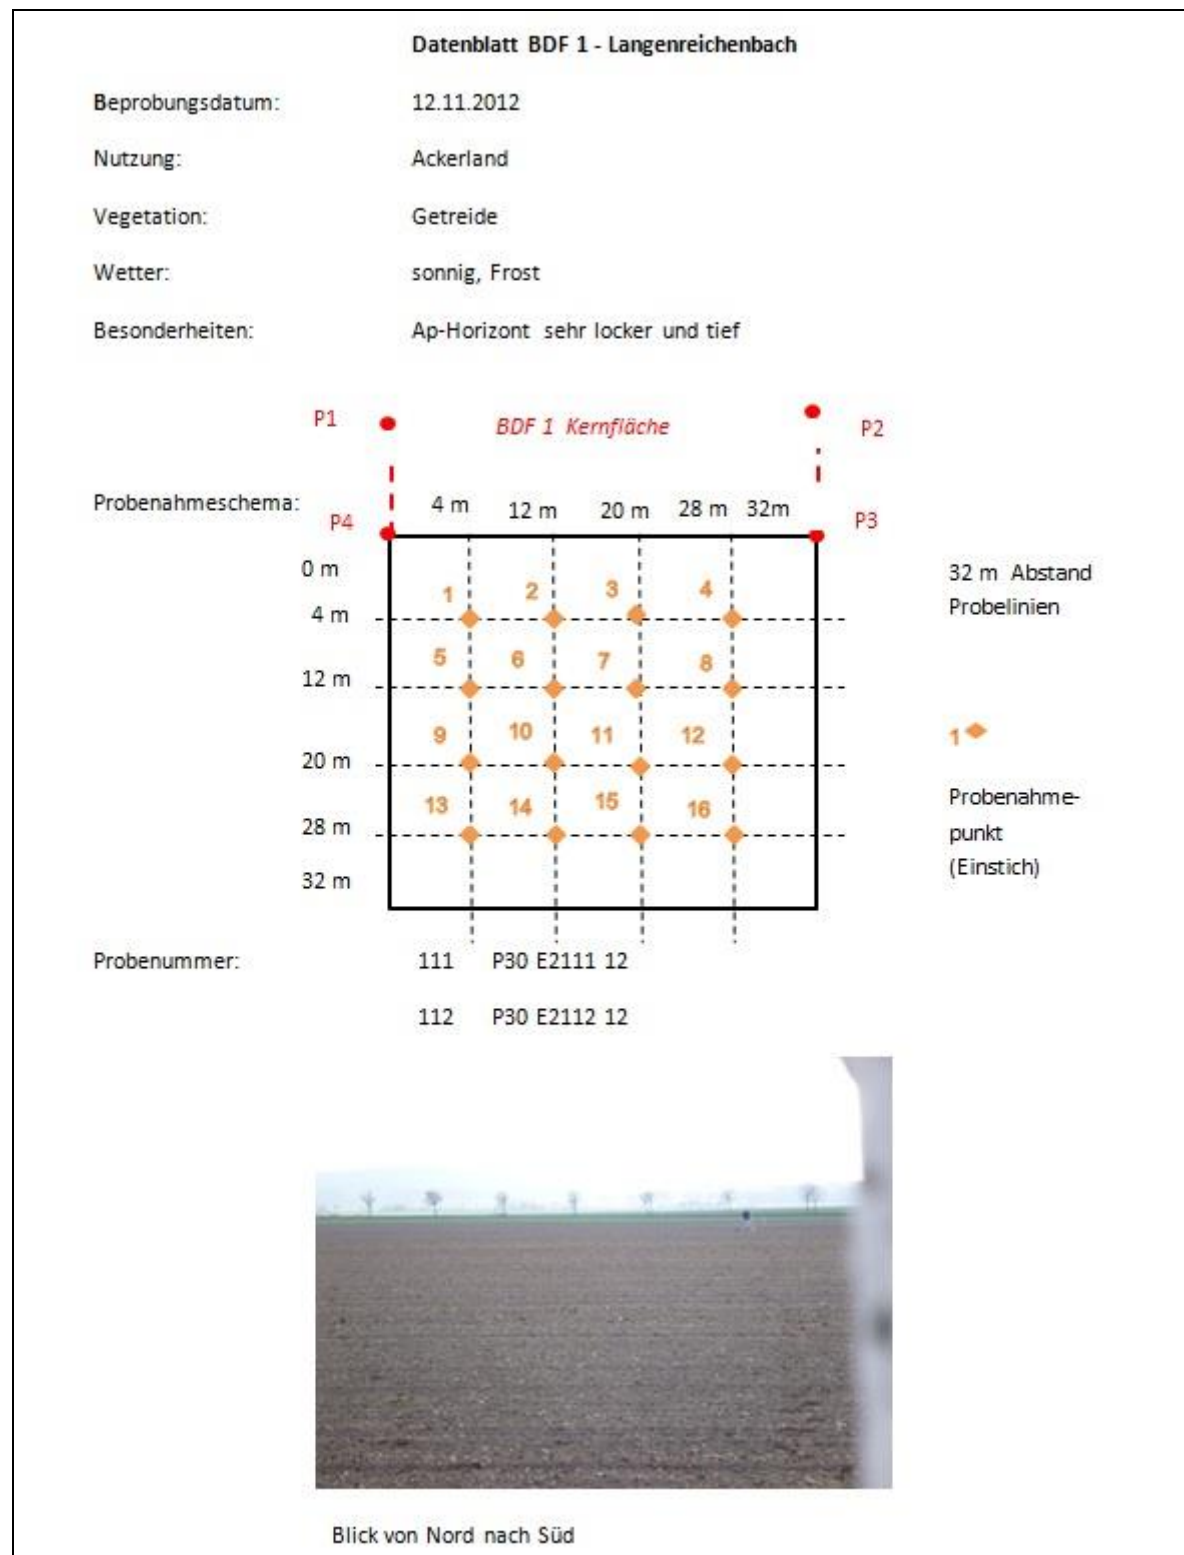 Datenblatt BDF 1 - Langenreichenbach
Beprobungsdatum: 12.11.2012
Nutzung: Ackerland
Vegetation: Getreide
Wetter: sonnig, Frost
Besonderheiten: Ap-Horizont sehr locker und tief
P1 BDF 1 Kernfläche P2
Probenahmeschema: 4 m 12 m 20 m 28 m 32m
P4 P3
0 m
32 m Abstand
Probelinien
1 2 3 4
4 m
5 6 7 8
12 m
9 10 11 12
20 m
13 14 15 16
28 m
32 m
1
Probenahme-
punkt
(Einstich)
Probenummer: 111 P30 E2111 12
112 P30 E2112 12
Blick von Nord nach Süd